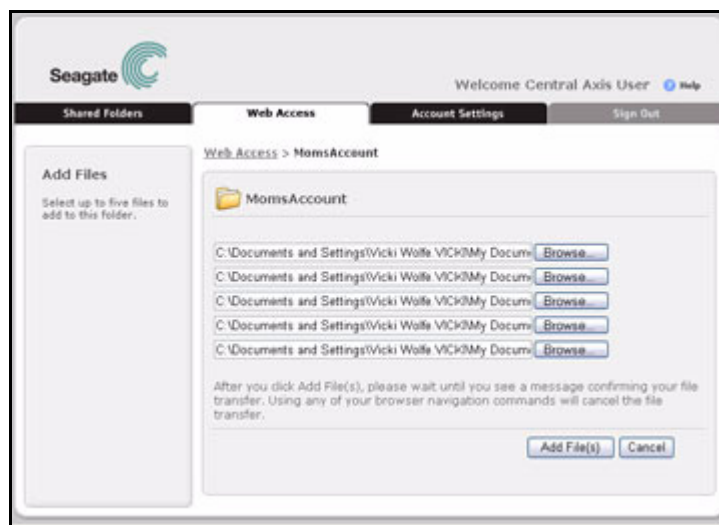 Seagate
Welcome Central Axis User ? Help
Shared Folders Web Access Account Settings Sign Out
Web Access > MomsAccount
Add Files
Select up to five files to
add to this folder.
MomsAccount
C:\Documents and Settings\Vicki Wolfe.VICKI\My Docum Browse...
C:\Documents and Settings\Vicki Wolfe.VICKI\My Docum Browse...
C:\Documents and Settings\Vicki Wolfe.VICKI\My Docum Browse...
C:\Documents and Settings\Vicki Wolfe.VICKI\My Docum Browse...
C:\Documents and Settings\Vicki Wolfe.VICKI\My Docum Browse...
After you click Add File(s), please wait until you see a message confirming your file
transfer. Using any of your browser navigation commands will cancel the file
transfer.
Add File(s) Cancel